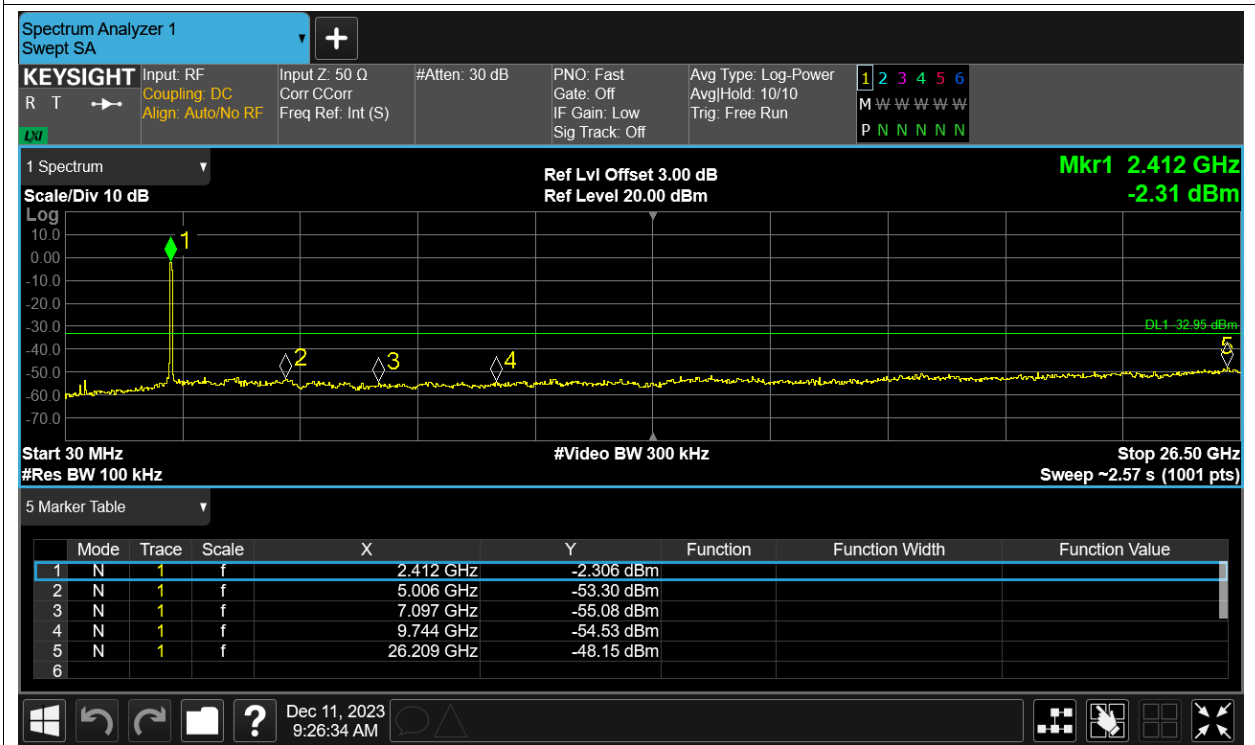 Spectrum Analyzer 1
Swept SA
KEYSIGHT
R T
LXI
Input: RF
Coupling: DC
Align: Auto/No RF
Input Z: 50 Ω
Corr CCorr
Freq Ref: Int (S)
#Atten: 30 dB
PNO: Fast
Gate: Off
IF Gain: Low
Sig Track: Off
Avg Type: Log-Power
Avg|Hold: 10/10
Trig: Free Run
1 2 3 4 5 6
M W W W W W
P N N N N N
1 Spectrum
Scale/Div 10 dB
Ref Lvl Offset 3.00 dB
Ref Level 20.00 dBm
Mkr1 2.412 GHz
-2.31 dBm
Log
10.0
0.00
-10.0
-20.0
-30.0
-40.0
-50.0
-60.0
-70.0
1
2
3
4
5
DL1 -32.95 dBm
Start 30 MHz
#Res BW 100 kHz
#Video BW 300 kHz
Stop 26.50 GHz
Sweep ~2.57 s (1001 pts)
5 Marker Table
Mode Trace Scale X Y Function Function Width Function Value
1 N 1 f 2.412 GHz -2.306 dBm
2 N 1 f 5.006 GHz -53.30 dBm
3 N 1 f 7.097 GHz -55.08 dBm
4 N 1 f 9.744 GHz -54.53 dBm
5 N 1 f 26.209 GHz -48.15 dBm
6
?
Dec 11, 2023
9:26:34 AM